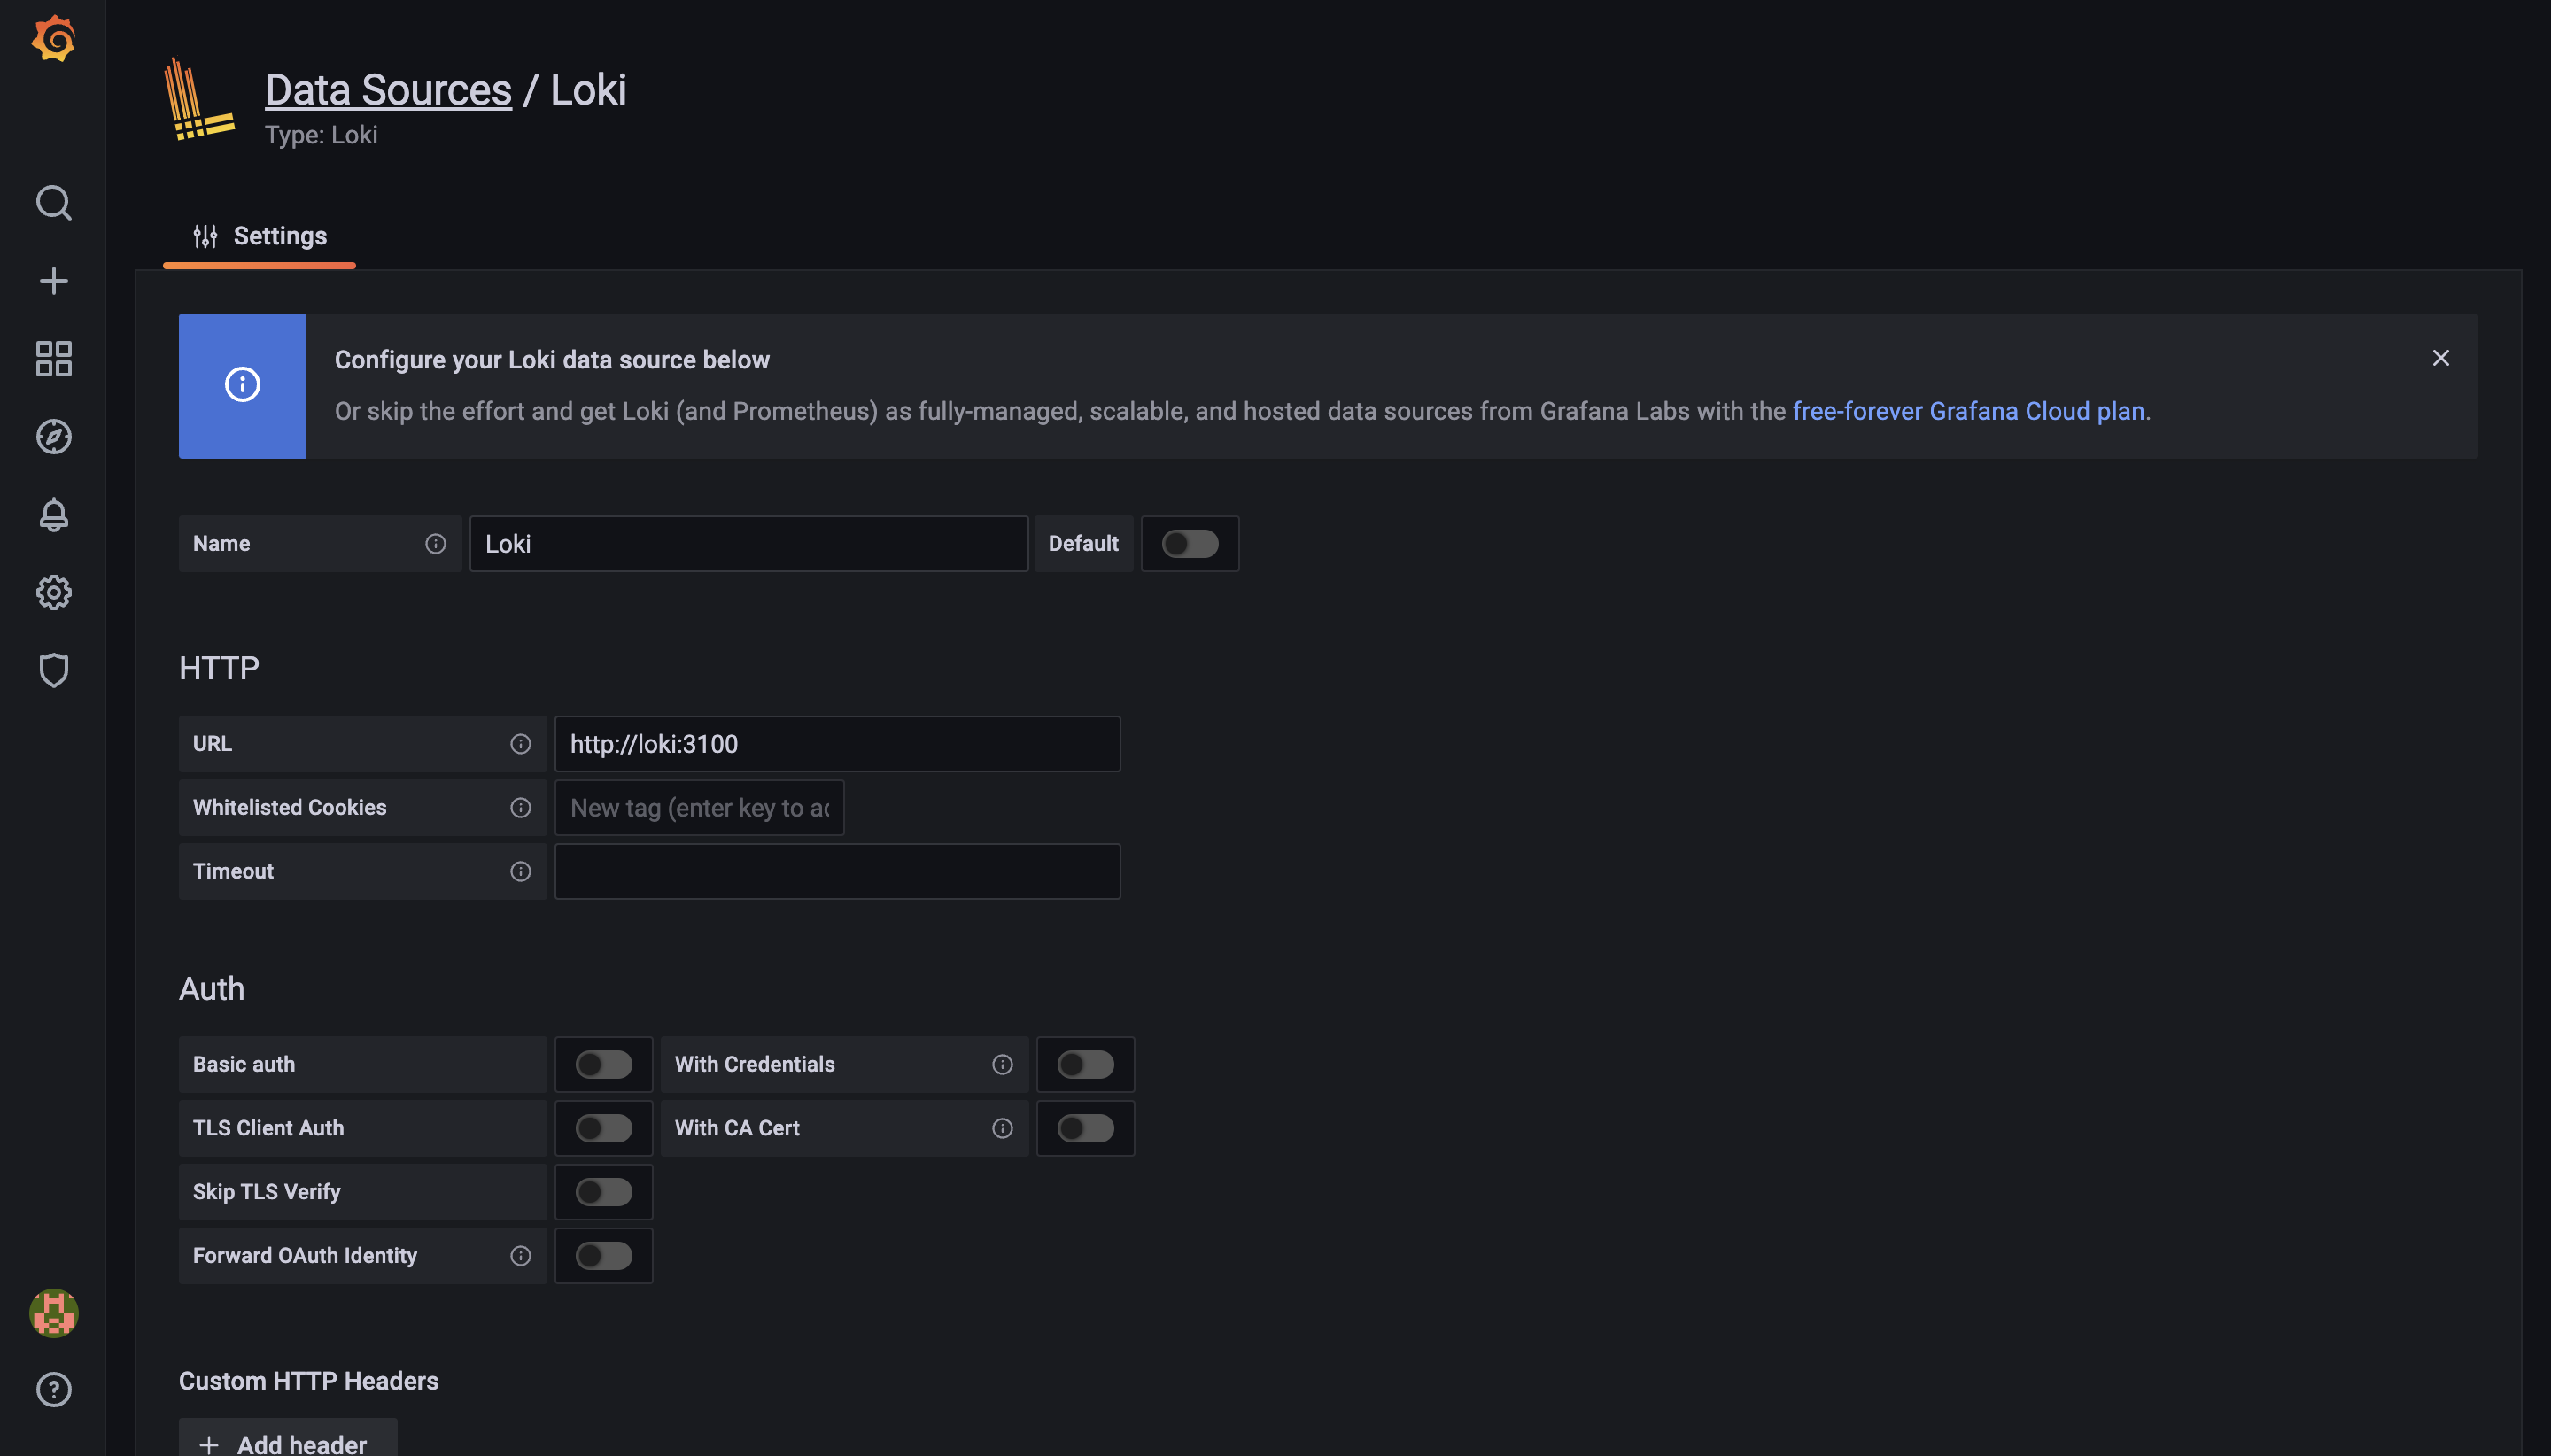 Data Sources / Loki
Type: Loki
Settings
Configure your Loki data source below
Or skip the effort and get Loki (and Prometheus) as fully-managed, scalable, and hosted data sources from Grafana Labs with the free-forever Grafana Cloud plan.
Name Loki Default
HTTP
URL http://loki:3100
Whitelisted Cookies New tag (enter key to
Timeout
Auth
Basic auth With Credentials
TLS Client Auth With CA Cert
Skip TLS Verify
Forward OAuth Identity
Custom HTTP Headers
+ Add header